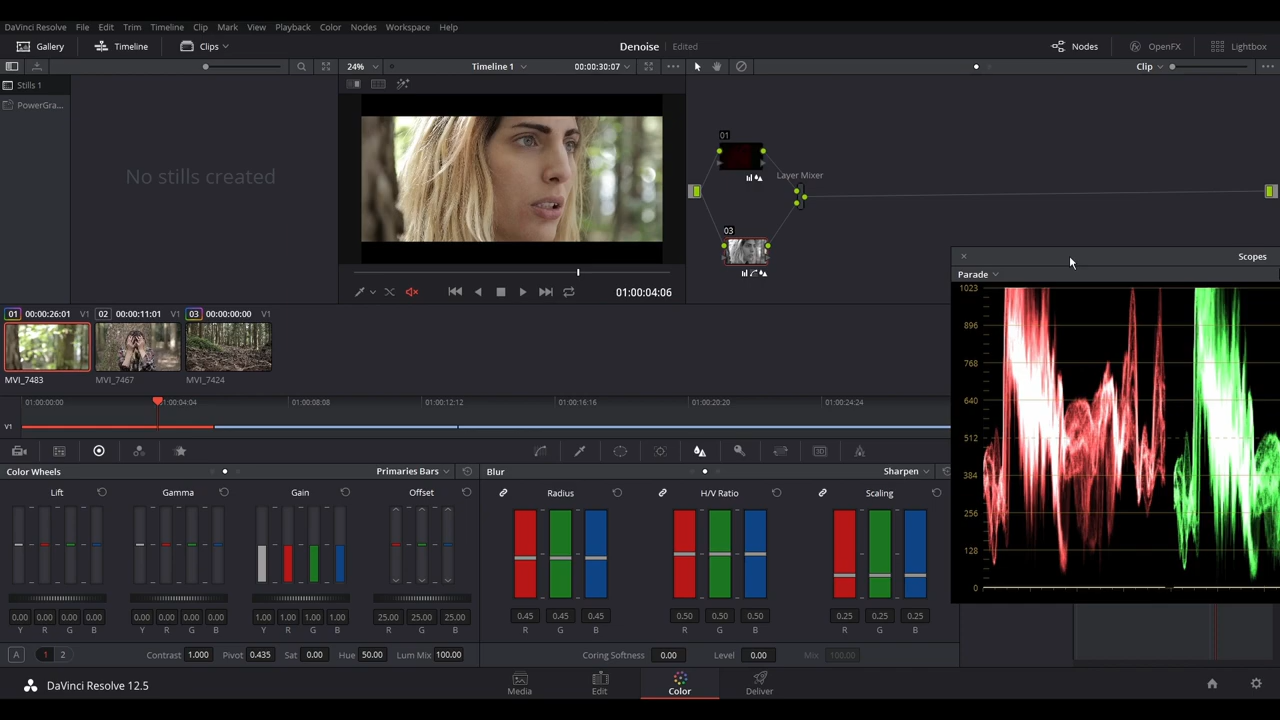 DaVinci Resolve File Edit Trim Timeline Clip Mark View Playback Color Nodes Workspace Help
Gallery Timeline Clips Denoise Edited Nodes OpenFX Lightbox
24% Timeline 1 00:00:30:07 Clip
Stills 1
PowerGra...
No stills created
01
Layer Mixer
03
Scopes
Parade
1023
896
768
640
512
384
256
128
0
01:00:04:06
01 00:00:26:01 V1 02 00:00:11:01 V1 03 00:00:00:00 V1
MVI_7483 MVI_7467 MVI_7424
01:00:00:00 01:00:04:04 01:00:08:08 01:00:12:12 01:00:16:16 01:00:20:20 01:00:24:24
V1
Color Wheels Primaries Bars Blur Sharpen
Lift Gamma Gain Offset Radius H/V Ratio Scaling
0.00 0.00 0.00 0.00 0.00 0.00 0.00 0.00 1.00 1.00 1.00 1.00 25.00 25.00 25.00 0.45 0.45 0.45 0.50 0.50 0.50 0.25 0.25 0.25
Y R G B Y R G B Y R G B R G B R G B R G B R G B
A 1 2 Contrast 1.000 Pivot 0.435 Sat 0.00 Hue 50.00 Lum Mix 100.00 Coring Softness 0.00 Level 0.00 Mix 100.00
DaVinci Resolve 12.5 Media Edit Color Deliver